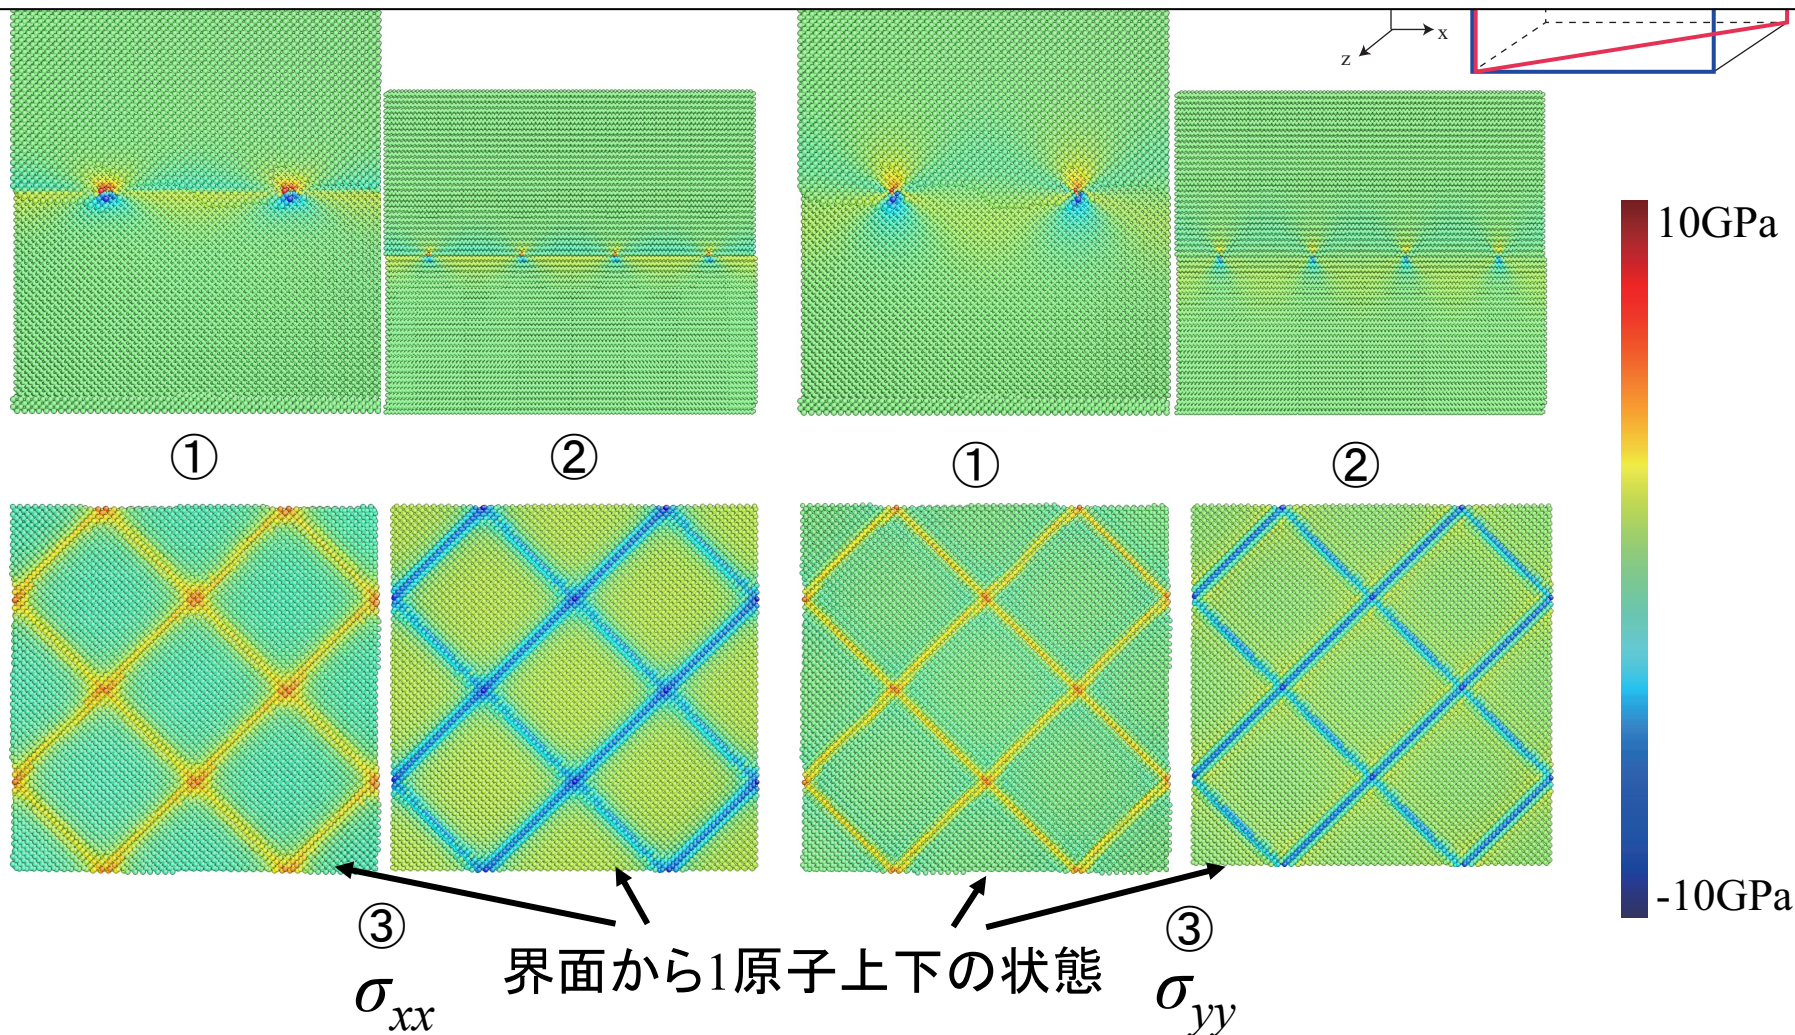 x
z
10GPa
① ② ① ②
-10GPa
③ ③
界面から1原子上下の状態
σxx σyy